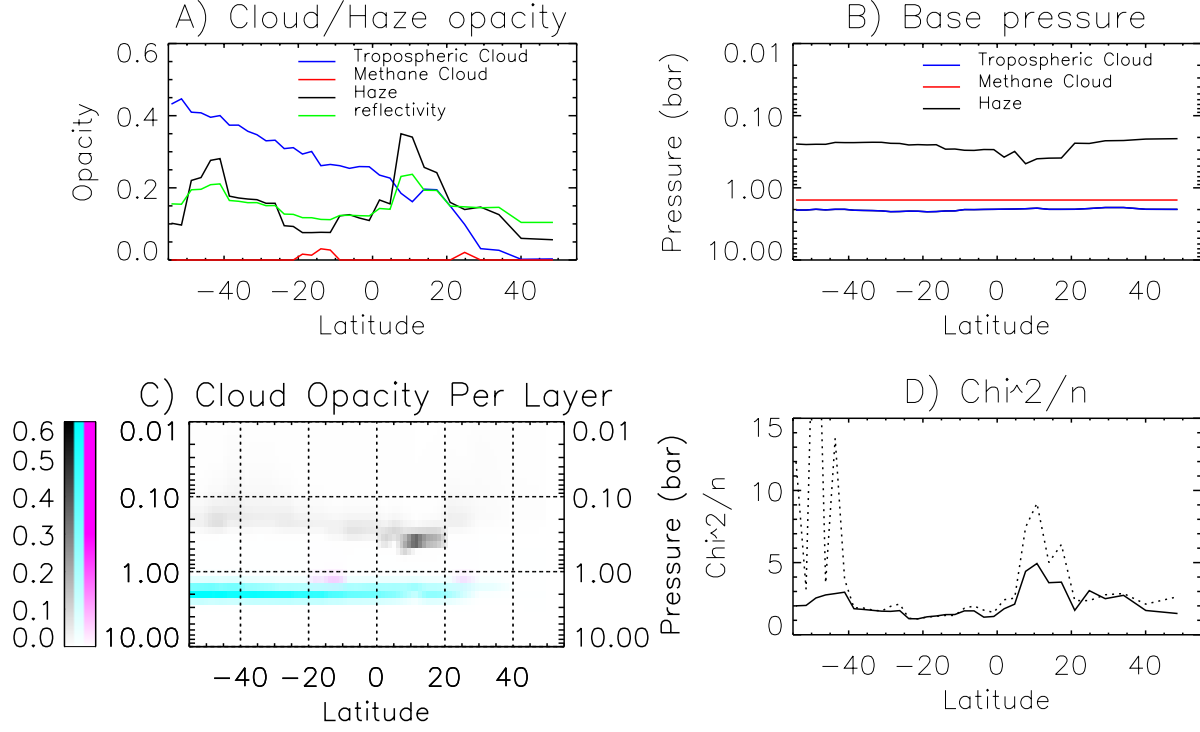 A) Cloud/Haze opacity
0.6
0.4
0.2
0.0
Opacity
Tropospheric Cloud
Methane Cloud
Haze
reflectivity
−40 −20 0 20 40
Latitude
B) Base pressure
0.01
0.10
1.00
10.00
Pressure (bar)
Tropospheric Cloud
Methane Cloud
Haze
−40 −20 0 20 40
Latitude
C) Cloud Opacity Per Layer
0.6
0.5
0.4
0.3
0.2
0.1
0.0
0.01
0.10
1.00
10.00
0.01
0.10
1.00
10.00
Pressure (bar)
−40 −20 0 20 40
Latitude
D) Chi^2/n
15
10
5
0
Chi^2/n
−40 −20 0 20 40
Latitude